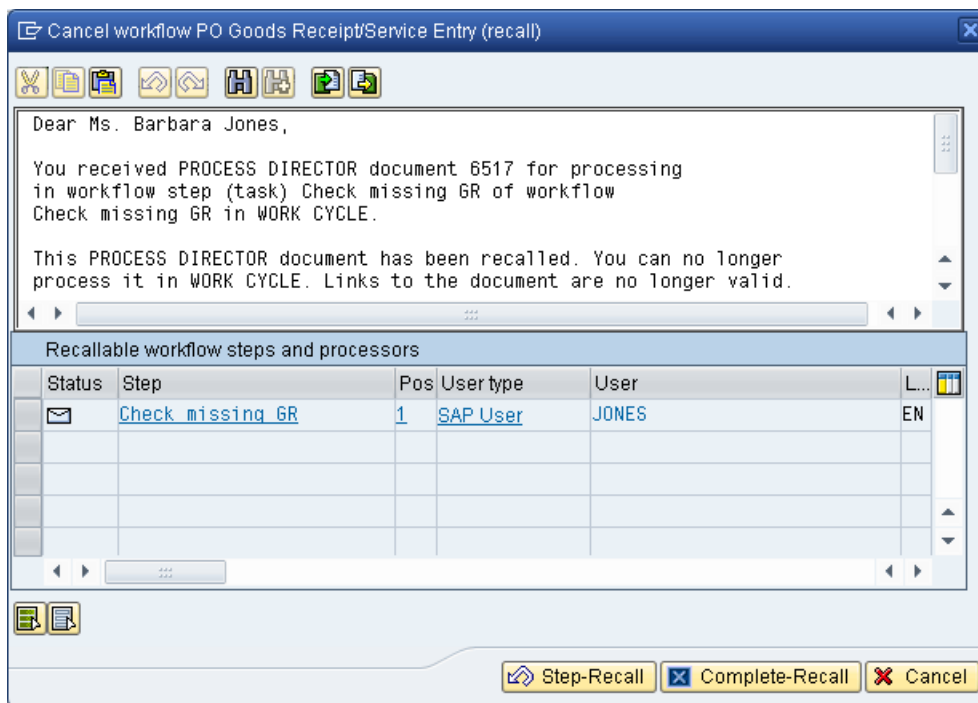 Cancel workflow PO Goods Receipt/Service Entry (recall)
Dear Ms. Barbara Jones,
You received PROCESS DIRECTOR document 6517 for processing
in workflow step (task) Check missing GR of workflow
Check missing GR in WORK CYCLE.
This PROCESS DIRECTOR document has been recalled. You can no longer
process it in WORK CYCLE. Links to the document are no longer valid.
Recallable workflow steps and processors
Status Step Pos User type User L...
Check missing GR 1 SAP User JONES EN
Step-Recall Complete-Recall Cancel